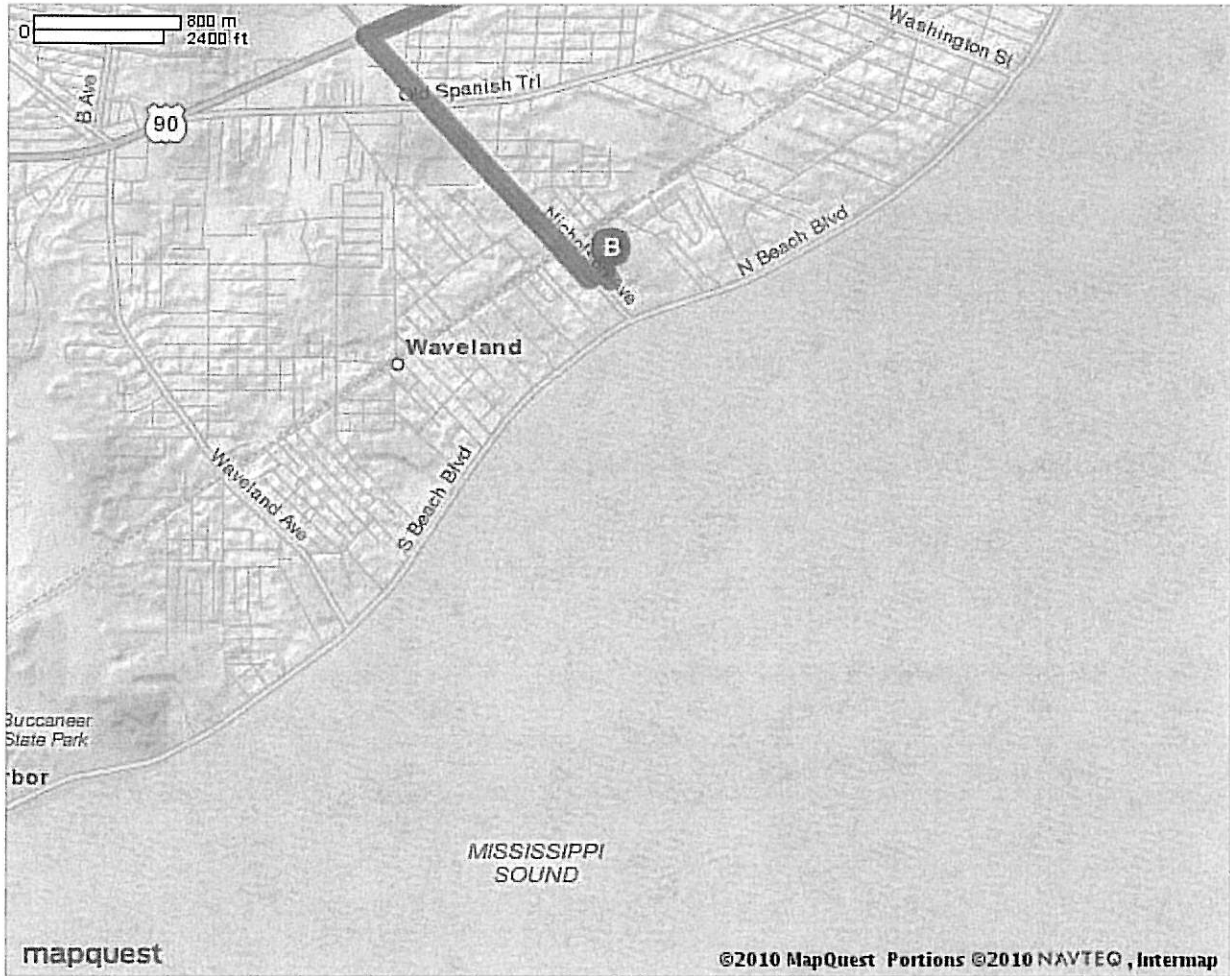 0
800 m
2400 ft
Washington St
B Ave
Old Spanish Trl
90
B
N Beach Blvd
Waveland
Waveland Ave
S Beach Blvd
Buccaneer
State Park
rbor
MISSISSIPPI
SOUND
mapquest
©2010 MapQuest Portions ©2010 NAVTEQ, Intermap